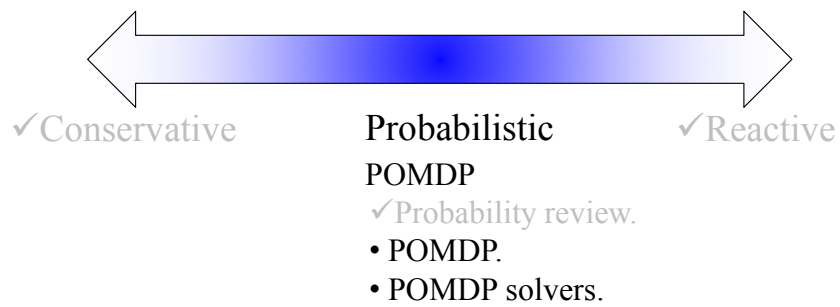 ✓Conservative Probabilistic ✓Reactive
POMDP
✓Probability review.
• POMDP.
• POMDP solvers.